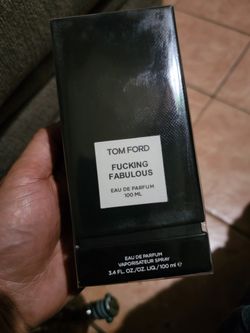 TOM FORD
FUCKING
FABULOUS
EAU DE PARFUM
100 ML
EAU DE PARFUM
VAPORISATEUR SPRAY
3.4 FL. OZ./OZ. LIQ./100 ml ℮